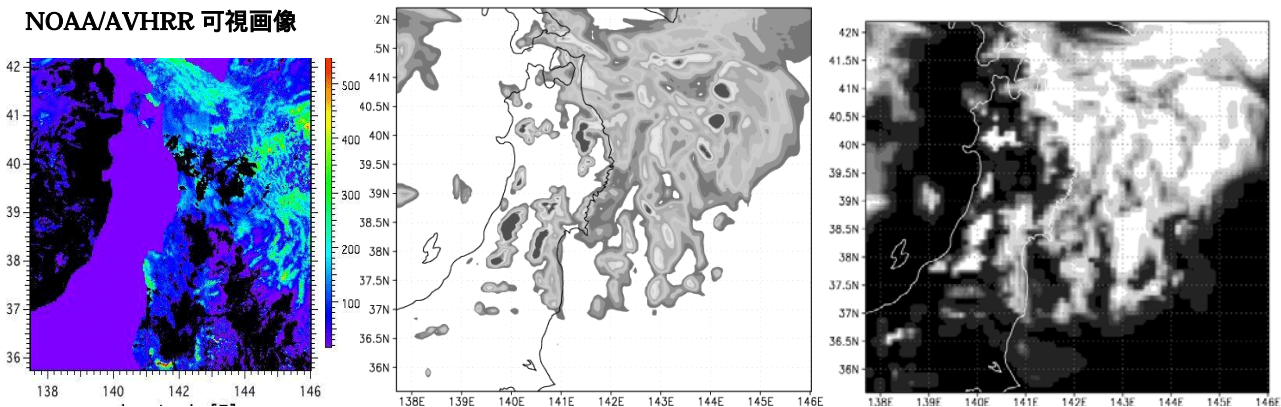 NOAA/AVHRR 可視画像
42
41
40
39
38
37
36
138
140
142
144
146
500
400
300
200
100
2N
5N
41N
40.5N
40N
39.5N
39N
38.5N
38N
37.5N
37N
36.5N
36N
138E
139E
140E
141E
142E
143E
144E
145E
146E
42N
41.5N
41N
40.5N
40N
39.5N
39N
38.5N
38N
37.5N
37N
36.5N
36N
138E
139E
140E
141E
142E
143E
144E
145E
146E